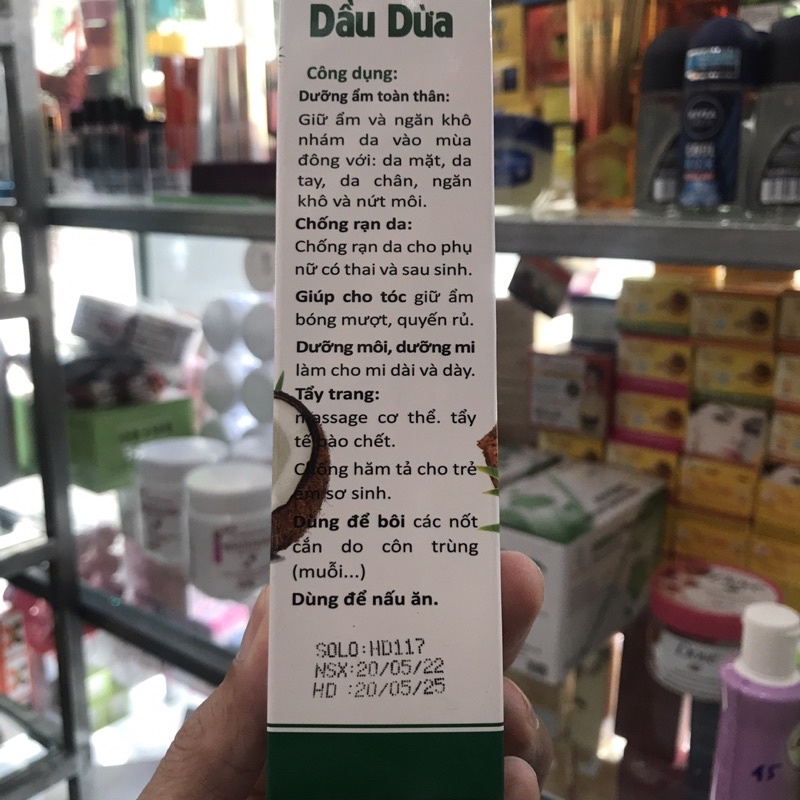 Dầu Dừa
Công dụng:
Dưỡng ẩm toàn thân:
Giữ ẩm và ngăn khô
nhám da vào mùa
đông với: da mặt, da
tay, da chân, ngăn
khô và nứt môi.
Chống rạn da:
Chống rạn da cho phụ
nữ có thai và sau sinh.
Giúp cho tóc giữ ẩm
bóng mượt, quyến rủ.
Dưỡng môi, dưỡng mi
làm cho mi dài và dày.
Tẩy trang:
massage cơ thể. tẩy
tế bào chết.
Chống hăm tả cho trẻ
em sơ sinh.
Dùng để bôi các nốt
cắn do côn trùng
(muỗi...)
Dùng để nấu ăn.
SOLO:HD117
NSX:20/05/22
HD :20/05/25
NIVEA
Dove
15